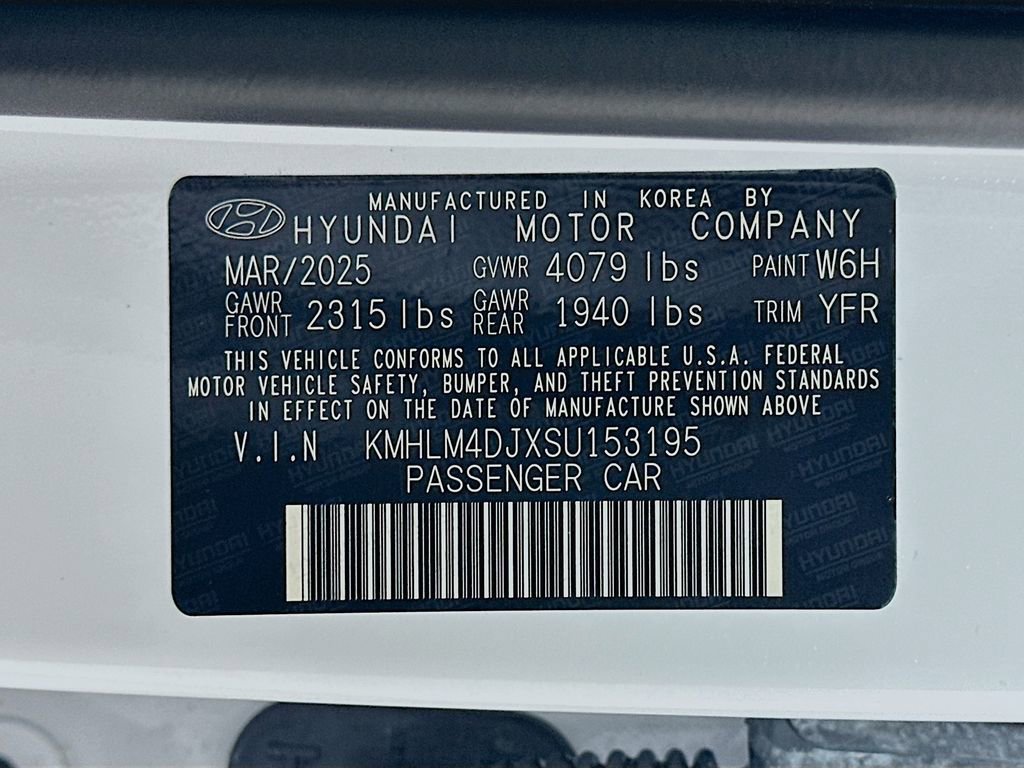 MANUFACTURED IN KOREA BY
HYUNDAI MOTOR COMPANY
MAR/2025 GVWR 4079 lbs PAINT W6H
GAWR FRONT 2315 lbs GAWR REAR 1940 lbs TRIM YFR
THIS VEHICLE CONFORMS TO ALL APPLICABLE U.S.A. FEDERAL
MOTOR VEHICLE SAFETY, BUMPER, AND THEFT PREVENTION STANDARDS
IN EFFECT ON THE DATE OF MANUFACTURE SHOWN ABOVE
V.I.N KMHLM4DJXSU153195
PASSENGER CAR